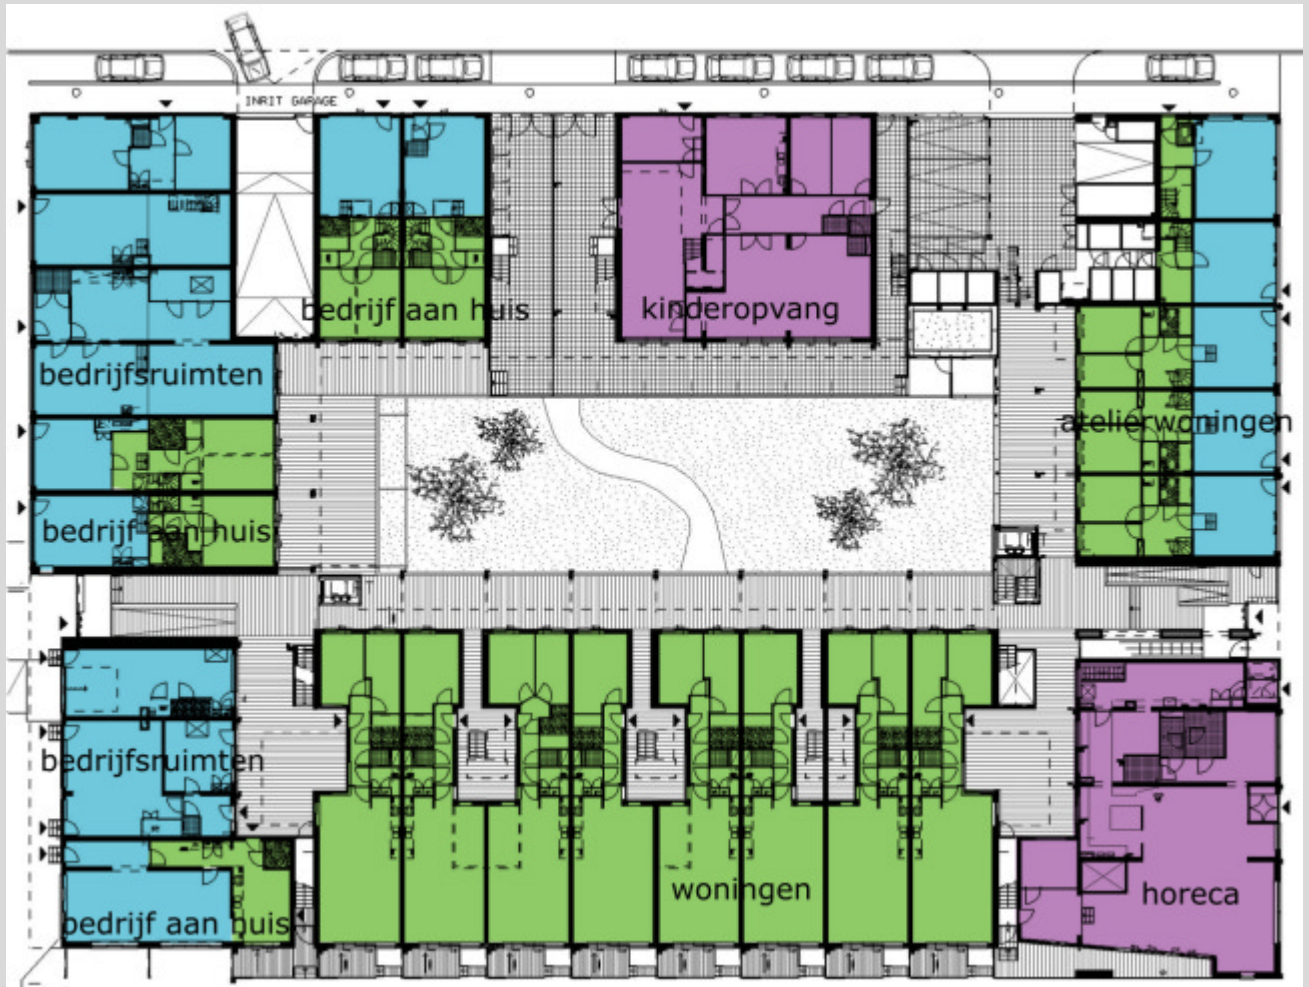 INRIT GARAGE
bedrijf aan huis
kinderopvang
bedrijfsruimten
atelierwoningen
bedrijf aan huis
bedrijfsruimten
woningen
horeca
bedrijf aan huis